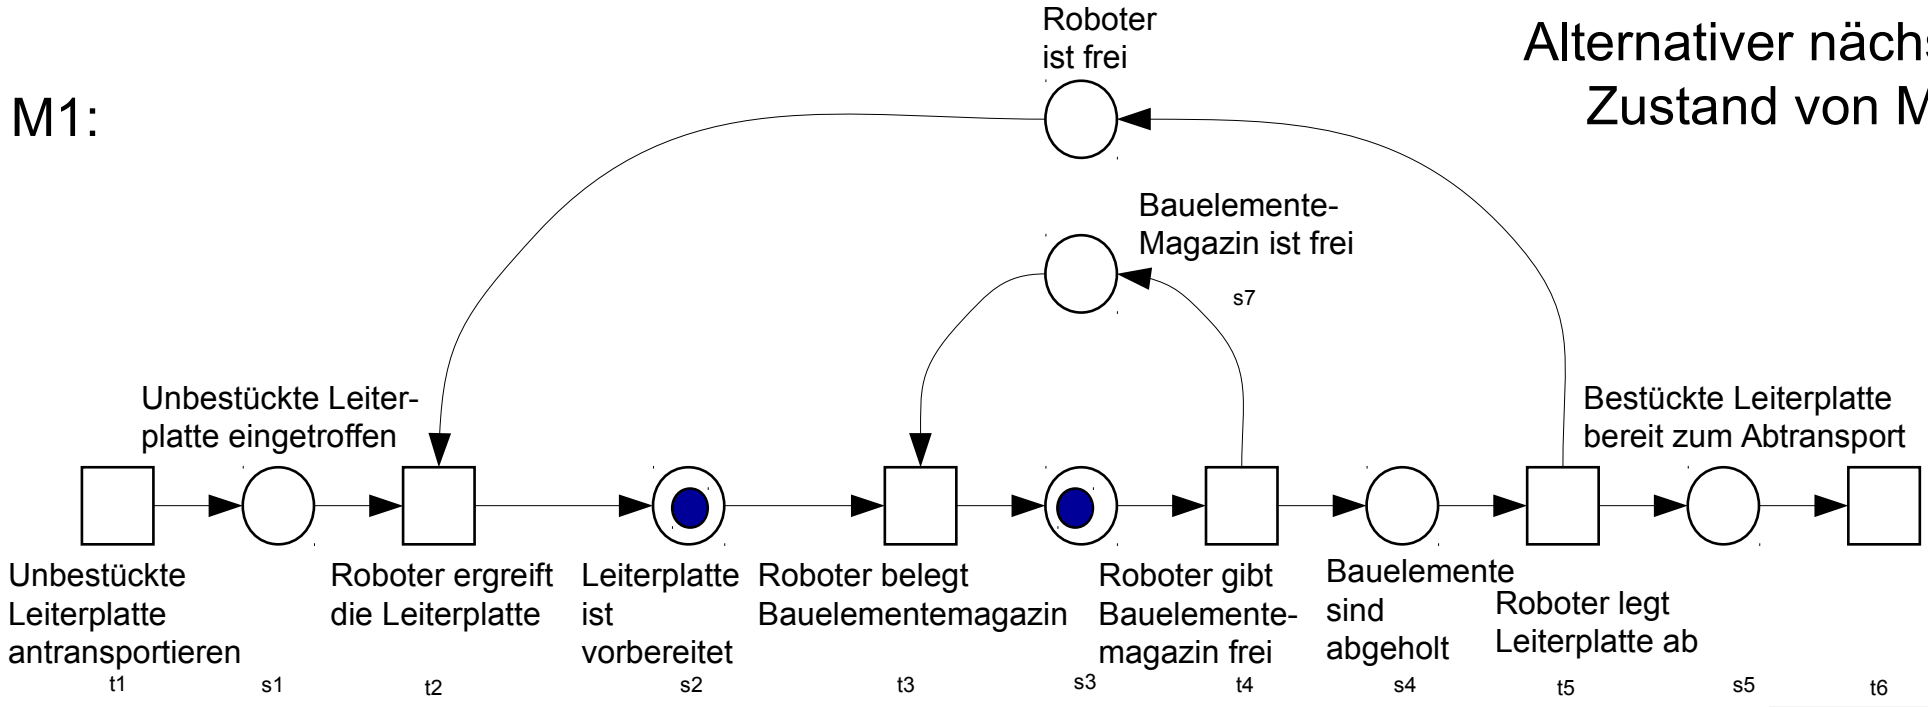 Alternativer nächs
Zustand von M
M1:
Roboter
ist frei
Bauelemente-
Magazin ist frei
s7
Unbestückte Leiter-
platte eingetroffen
Bestückte Leiterplatte
bereit zum Abtransport
Unbestückte
Leiterplatte
antransportieren
Roboter ergreift
die Leiterplatte
Leiterplatte
ist
vorbereitet
Roboter belegt
Bauelementemagazin
Roboter gibt
Bauelemente-
magazin frei
Bauelemente
sind
abgeholt
Roboter legt
Leiterplatte ab
t1
s1
t2
s2
t3
s3
t4
s4
t5
s5
t6